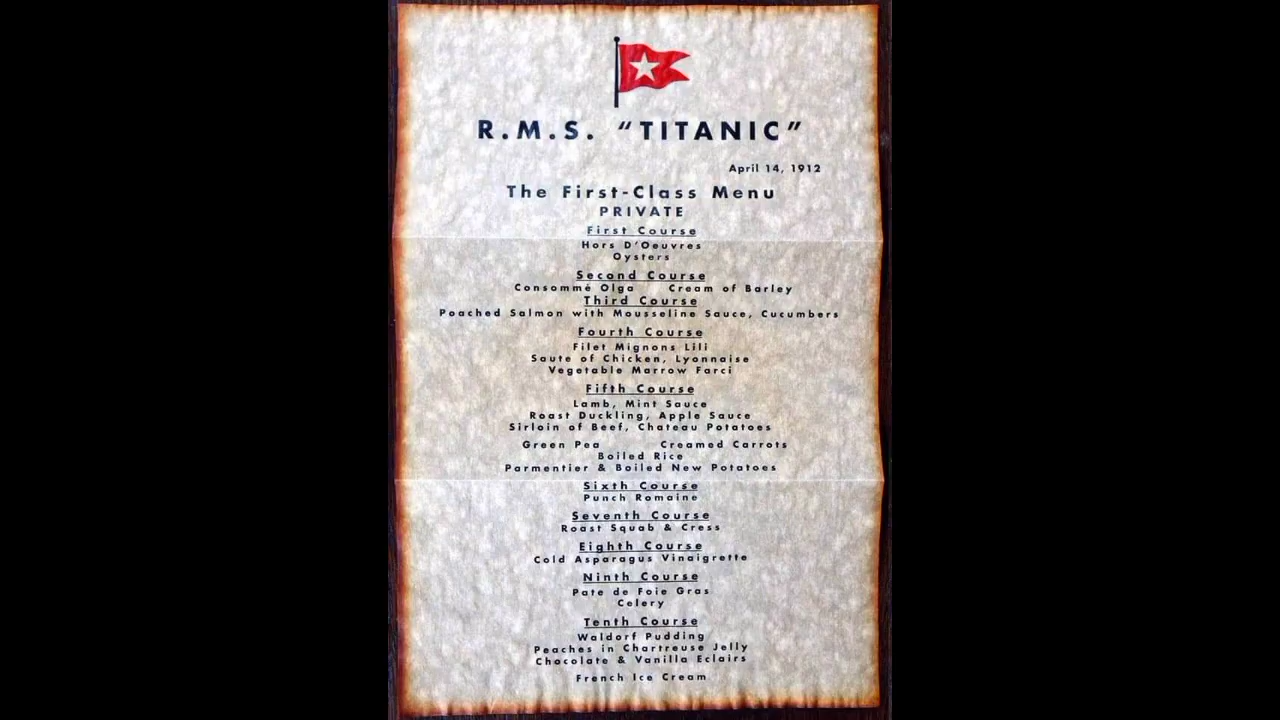 R.M.S. “TITANIC”
April 14, 1912
The First-Class Menu
PRIVATE
First Course
Hors D'Oeuvres
Oysters
Second Course
Consommé Olga Cream of Barley
Third Course
Poached Salmon with Mousseline Sauce, Cucumbers
Fourth Course
Filet Mignons Lili
Saute of Chicken, Lyonnaise
Vegetable Marrow Farci
Fifth Course
Lamb, Mint Sauce
Roast Duckling, Apple Sauce
Sirloin of Beef, Chateau Potatoes
Green Pea Creamed Carrots
Boiled Rice
Parmentier & Boiled New Potatoes
Sixth Course
Punch Romaine
Seventh Course
Roast Squab & Cress
Eighth Course
Cold Asparagus Vinaigrette
Ninth Course
Pate de Foie Gras
Celery
Tenth Course
Waldorf Pudding
Peaches in Chartreuse Jelly
Chocolate & Vanilla Eclairs
French Ice Cream